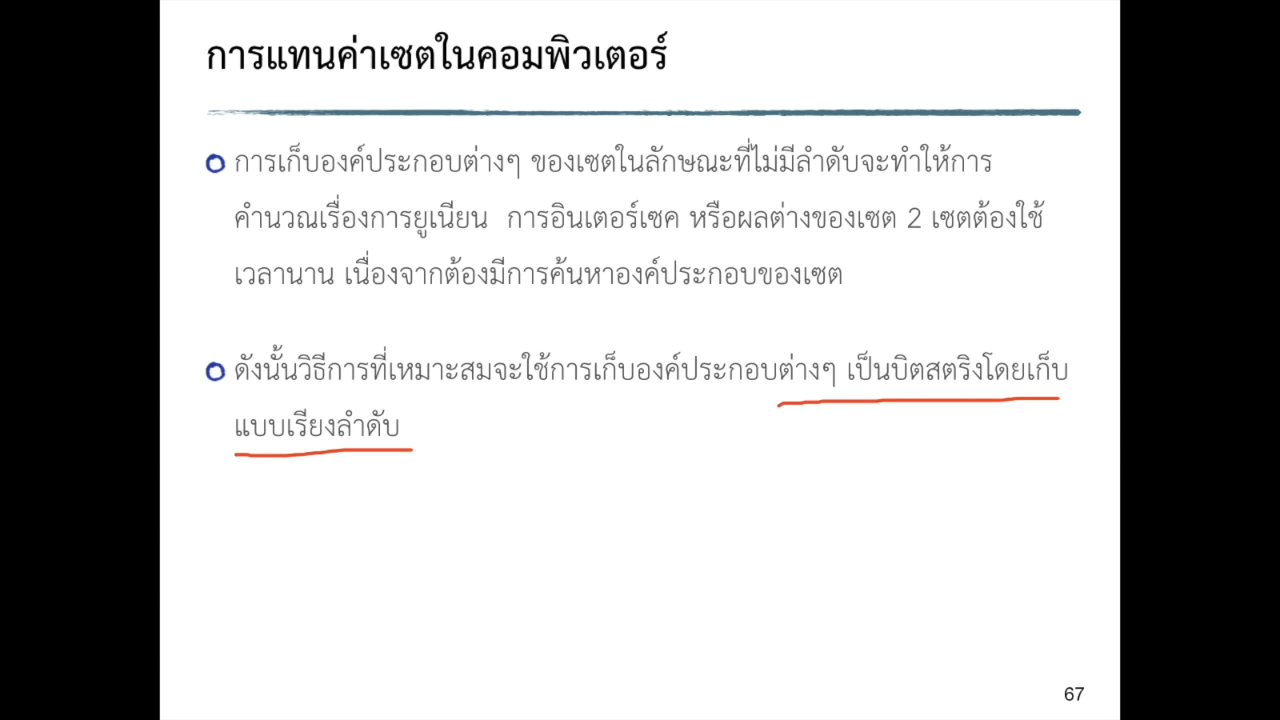 การแทนค่าเซตในคอมพิวเตอร์
การเก็บองค์ประกอบต่างๆ ของเซตในลักษณะที่ไม่มีลำดับจะทำให้การ
คำนวณเรื่องการยูเนียน การอินเตอร์เซค หรือผลต่างของเซต 2 เซตต้องใช้
เวลานาน เนื่องจากต้องมีการค้นหาองค์ประกอบของเซต
ดังนั้นวิธีการที่เหมาะสมจะใช้การเก็บองค์ประกอบต่างๆ เป็นบิตสตริงโดยเก็บ
แบบเรียงลำดับ
67